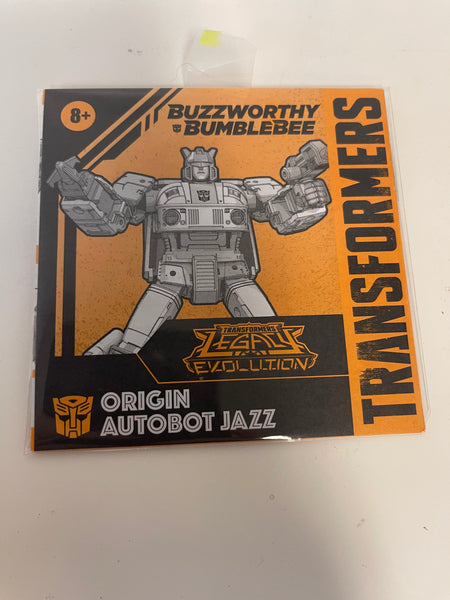 8+
BUZZWORTHY
BUMBLEBEE
TRANSFORMERS
TRANSFORMERS
LEGACY
EVOLUTION
ORIGIN
AUTOBOT JAZZ